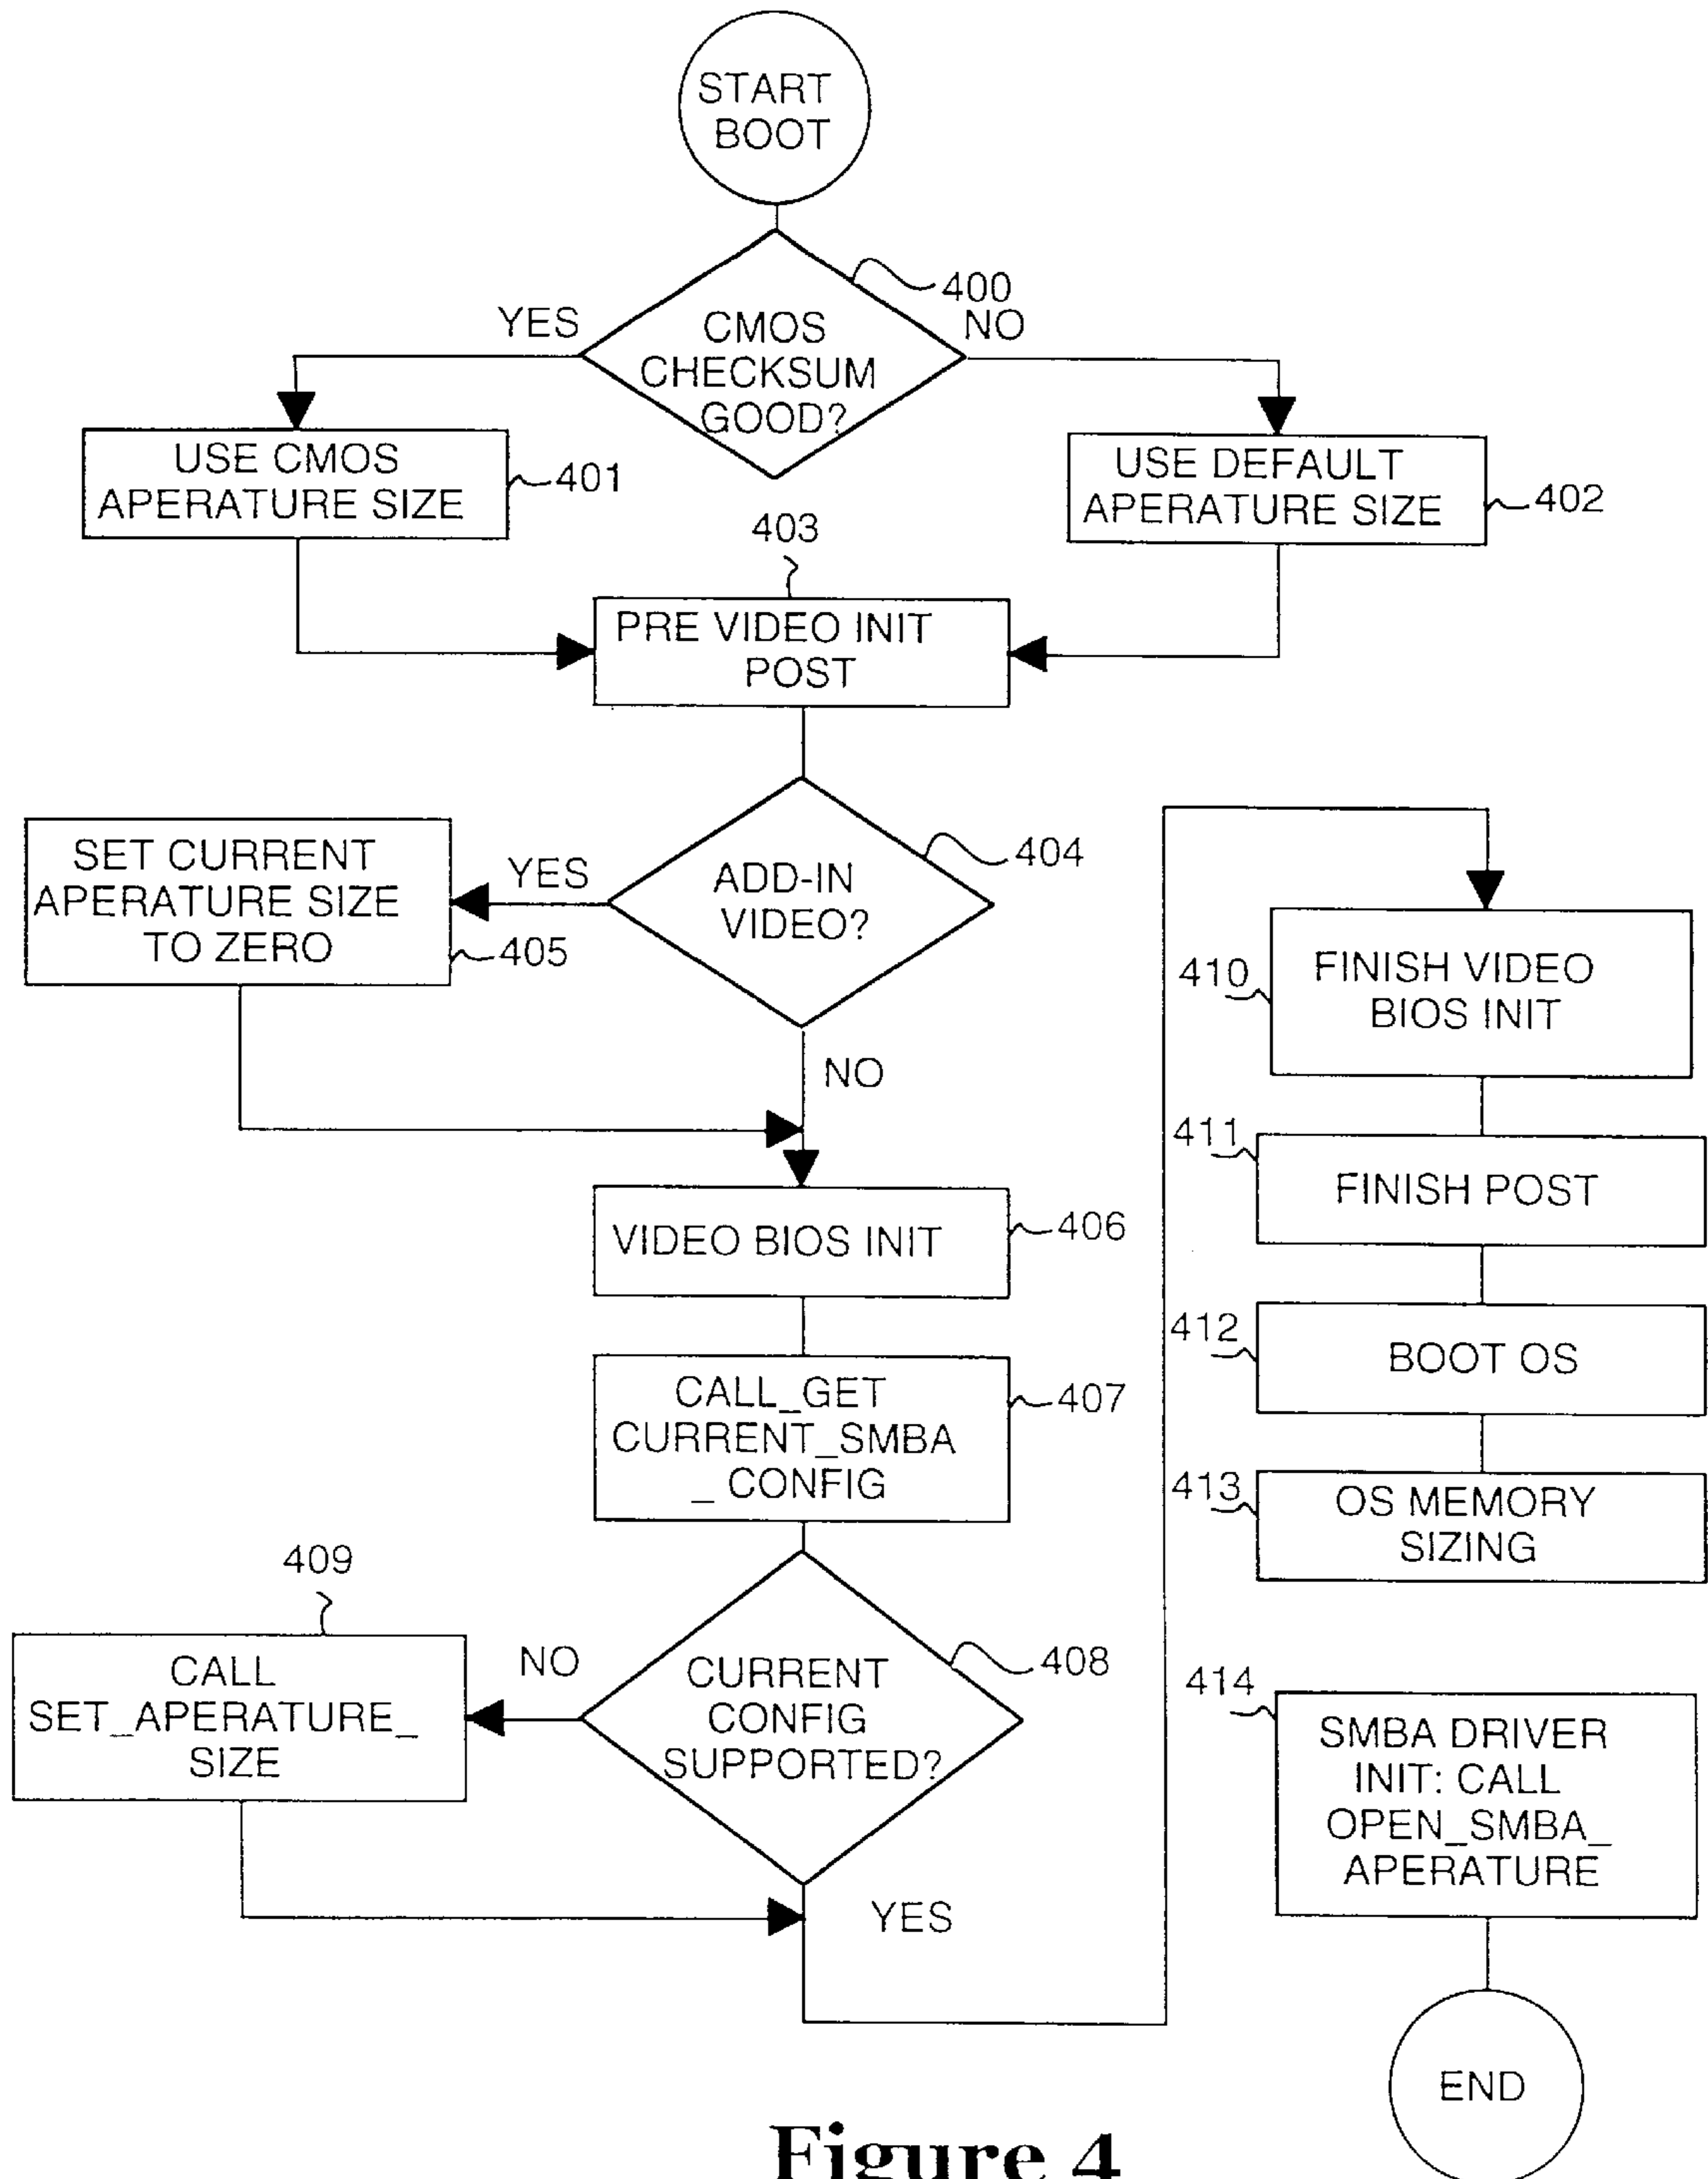 START
BOOT
400
YES
NO
CMOS
CHECKSUM
GOOD?
USE CMOS
APERATURE SIZE
401
USE DEFAULT
APERATURE SIZE
402
403
PRE VIDEO INIT
POST
SET CURRENT
APERATURE SIZE
TO ZERO
405
YES
ADD-IN
VIDEO?
404
NO
VIDEO BIOS INIT
406
CALL_GET
CURRENT_SMBA
_ CONFIG
407
409
CALL
SET_APERATURE_
SIZE
NO
CURRENT
CONFIG
SUPPORTED?
408
YES
410
FINISH VIDEO
BIOS INIT
411
FINISH POST
412
BOOT OS
413
OS MEMORY
SIZING
414
SMBA DRIVER
INIT: CALL
OPEN_SMBA_
APERATURE
END
Figure 4